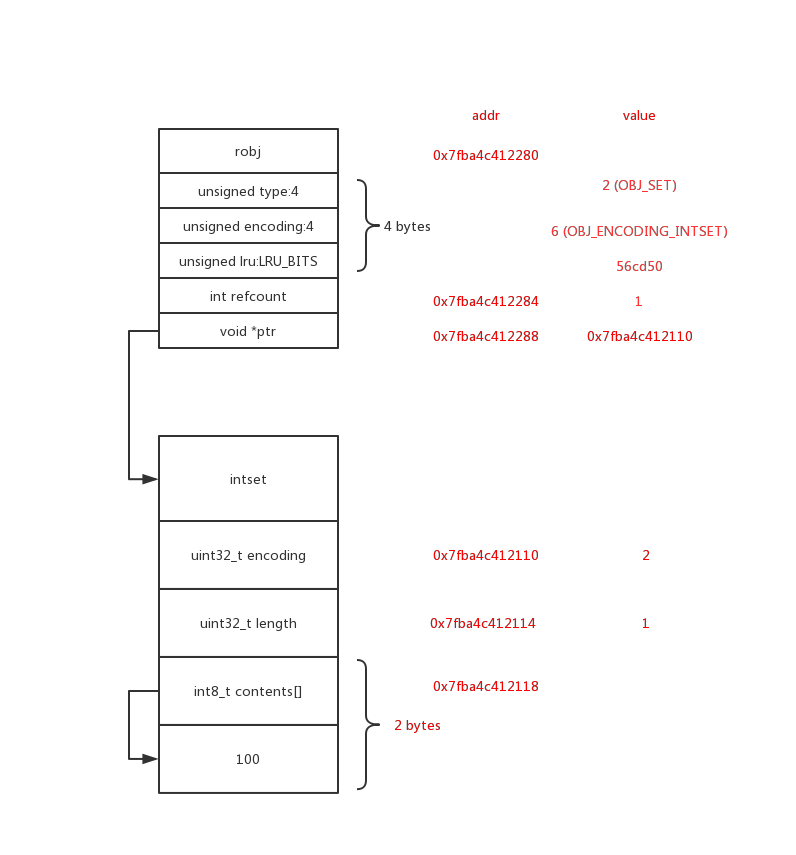 addr value
robj 0x7fba4c412280
unsigned type:4 2 (OBJ_SET)
unsigned encoding:4 4 bytes 6 (OBJ_ENCODING_INTSET)
unsigned lru:LRU_BITS 56cd50
int refcount 0x7fba4c412284 1
void *ptr 0x7fba4c412288 0x7fba4c412110
intset
uint32_t encoding 0x7fba4c412110 2
uint32_t length 0x7fba4c412114 1
int8_t contents[] 0x7fba4c412118
2 bytes
100